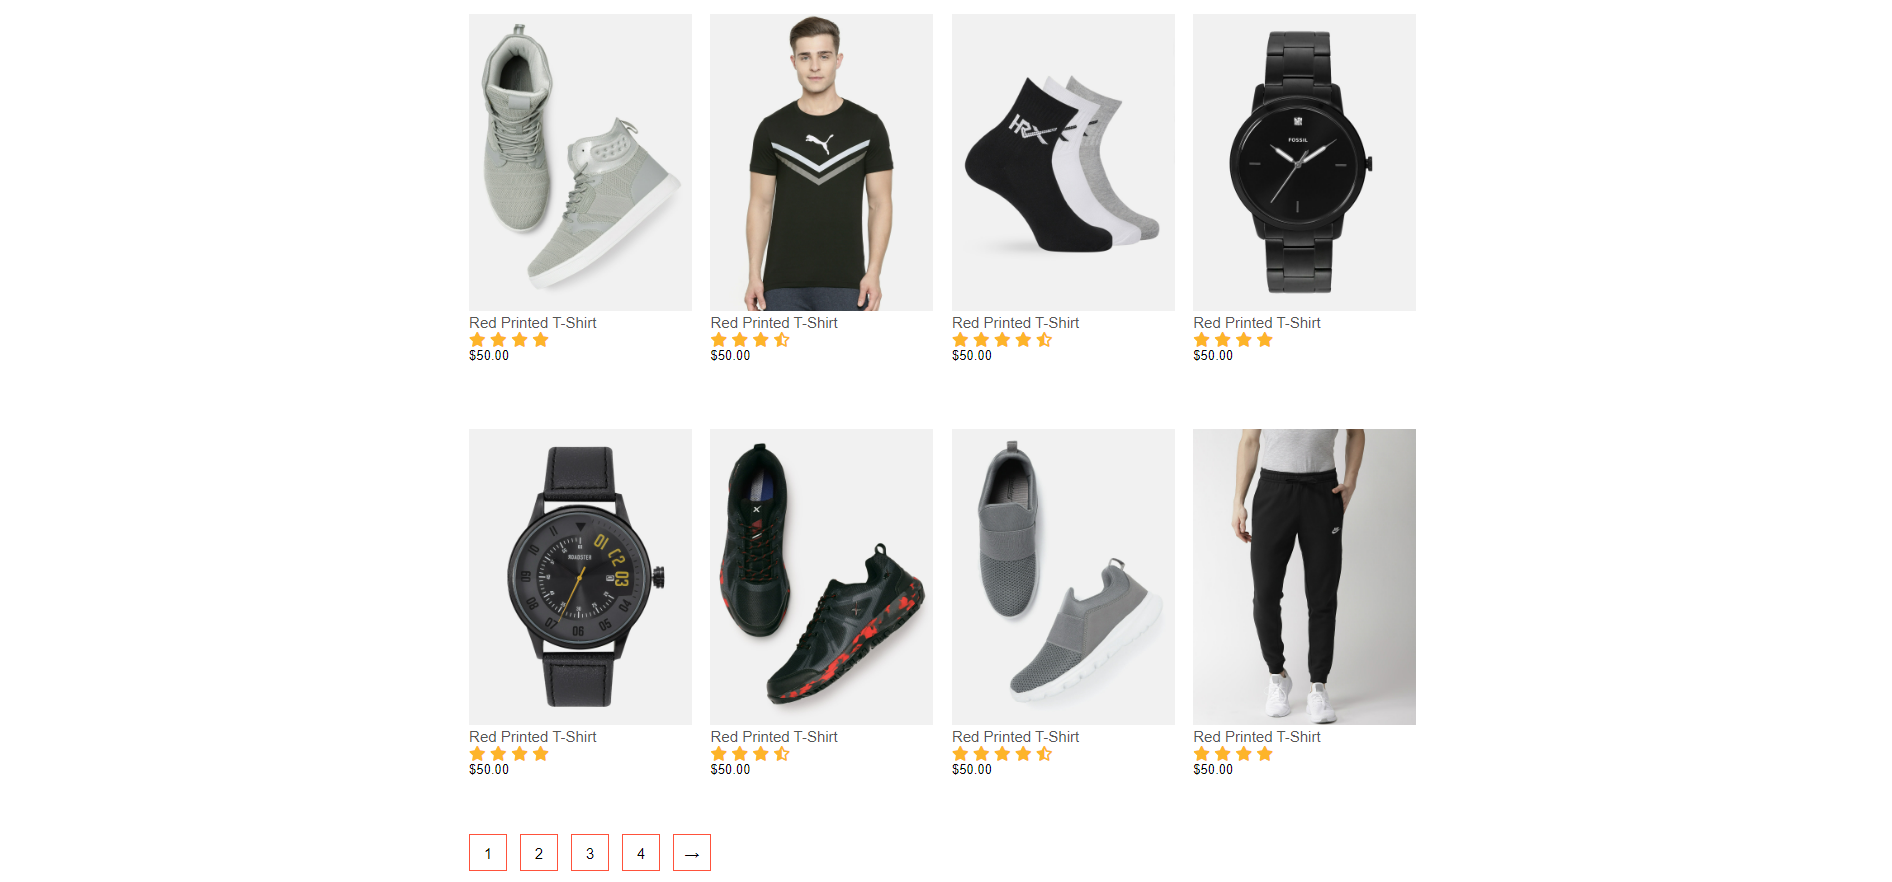 HRX
FOSSIL
Red Printed T-Shirt
Red Printed T-Shirt
Red Printed T-Shirt
Red Printed T-Shirt
$50.00
$50.00
$50.00
$50.00
11
01
10
C2
ROADSTER
09
03
08
04
07
06
05
Red Printed T-Shirt
Red Printed T-Shirt
Red Printed T-Shirt
Red Printed T-Shirt
$50.00
$50.00
$50.00
$50.00
1
2
3
4
→